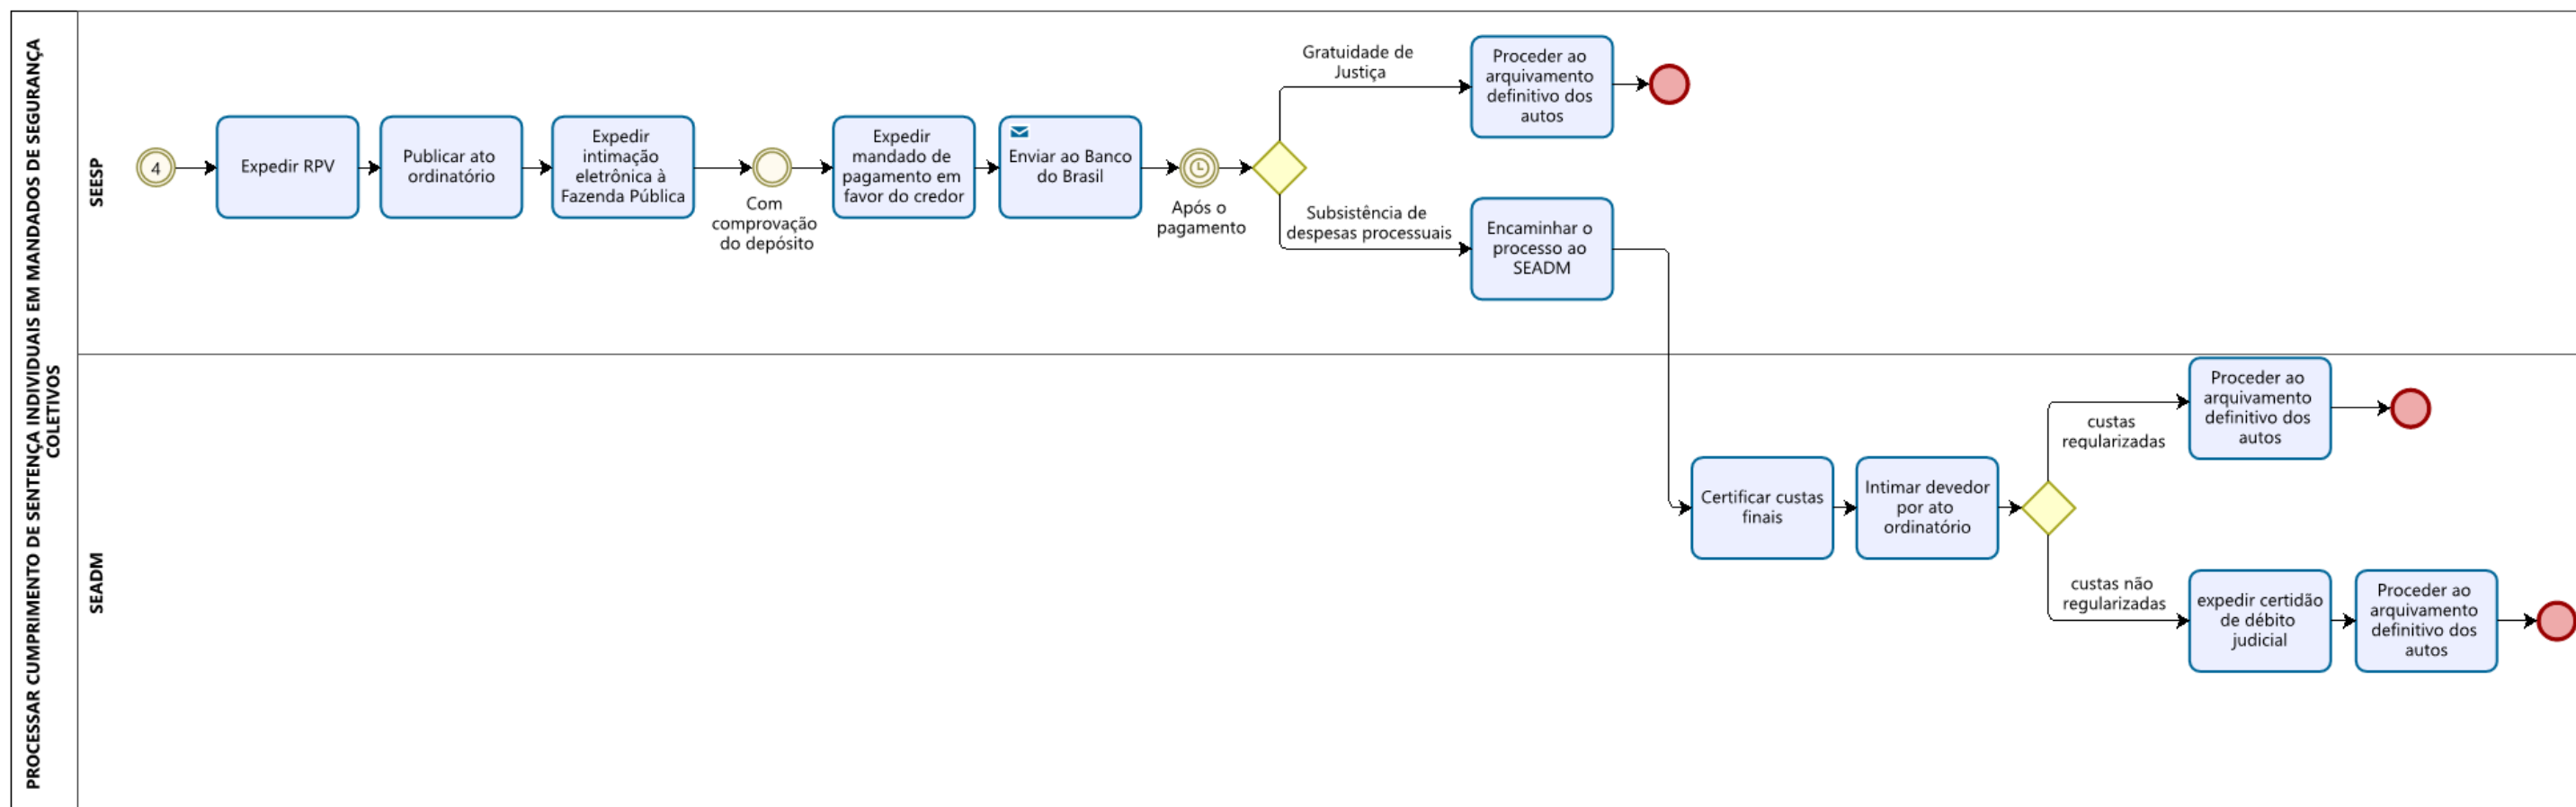 PROCESSAR CUMPRIMENTO DE SENTENÇA INDIVIDUAIS EM MANDADOS DE SEGURANÇA
COLETIVOS
SEESP
4
Expedir RPV
Publicar ato
ordinatório
Expedir
intimação
eletrônica à
Fazenda Pública
Com
comprovação
do depósito
Expedir
mandado de
pagamento em
favor do credor
Enviar ao Banco
do Brasil
Após o
pagamento
Gratuidade de
Justiça
Proceder ao
arquivamento
definitivo dos
autos
Subsistência de
despesas processuais
Encaminhar o
processo ao
SEADM
SEADM
Certificar custas
finais
Intimar devedor
por ato
ordinatório
custas
regularizadas
Proceder ao
arquivamento
definitivo dos
autos
custas não
regularizadas
expedir certidão
de débito
judicial
Proceder ao
arquivamento
definitivo dos
autos